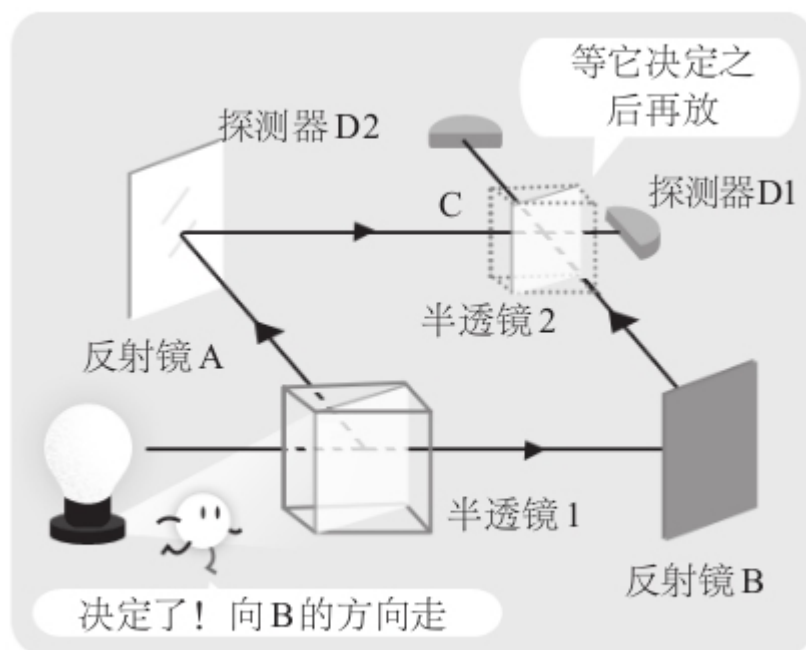 等它决定之
后再放
探测器D2
探测器D1
C
半透镜2
反射镜A
半透镜1
反射镜B
决定了！向B的方向走